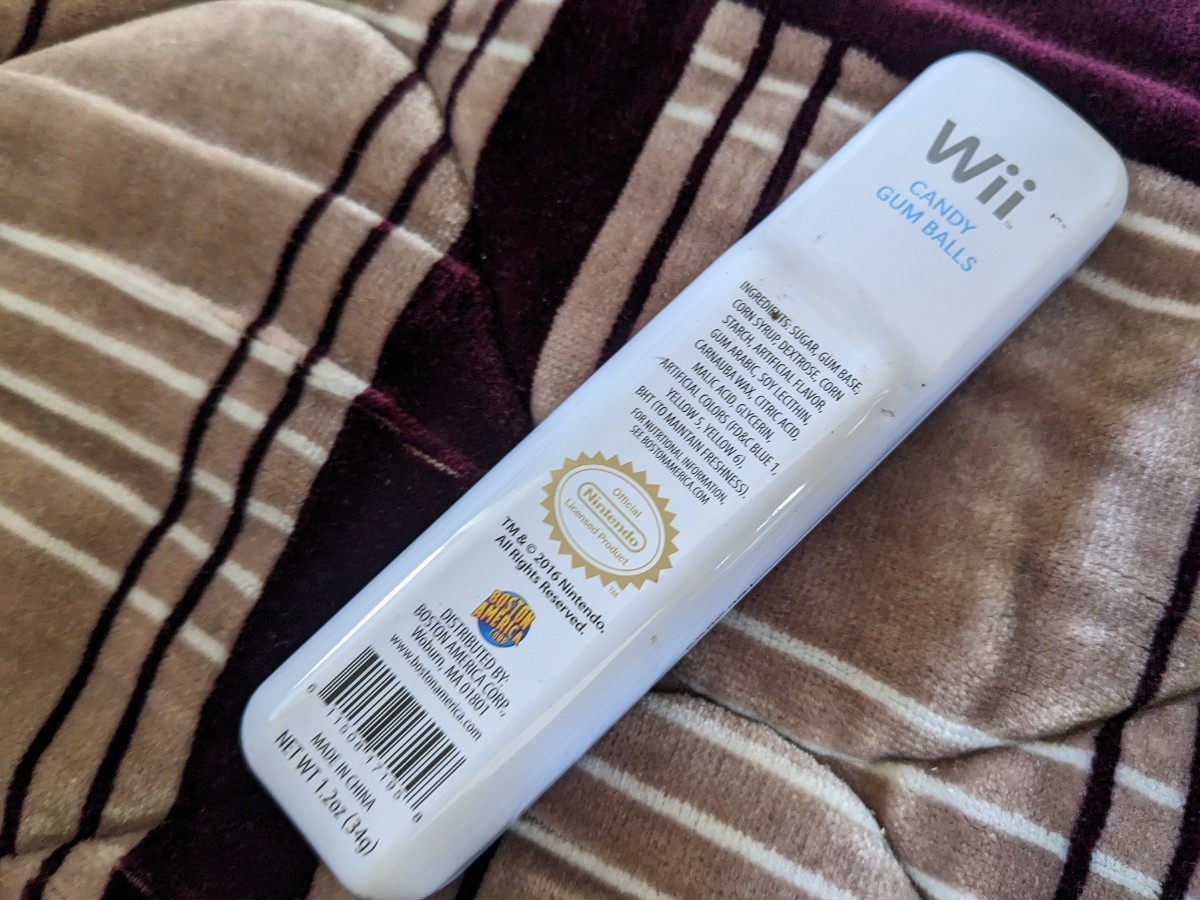 Wii™
CANDY
GUM BALLS
INGREDIENTS: SUGAR, GUM BASE,
CORN SYRUP, DEXTROSE, CORN
STARCH, ARTIFICIAL FLAVOR,
GUM ARABIC, SOY LECITHIN,
CARNAUBA WAX, CITRIC ACID,
MALIC ACID, GLYCERIN,
ARTIFICIAL COLORS (FD&C BLUE 1,
YELLOW 5, YELLOW 6),
BHT (TO MAINTAIN FRESHNESS).
FOR NUTRITIONAL INFORMATION,
SEE BOSTONAMERICA.COM
Official
Nintendo
Licensed Product
TM
TM & © 2016 Nintendo.
All Rights Reserved.
BOSTON
AMERICA
CORP
DISTRIBUTED BY:
BOSTON AMERICA CORP.,
Woburn, MA 01801
www.bostonamerica.com
MADE IN CHINA
NET WT 1.2oz (34g)